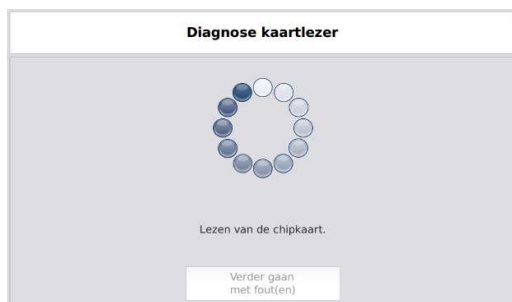 Diagnose kaartlezer
Lezen van de chipkaart.
Verder gaan
met fout(en)